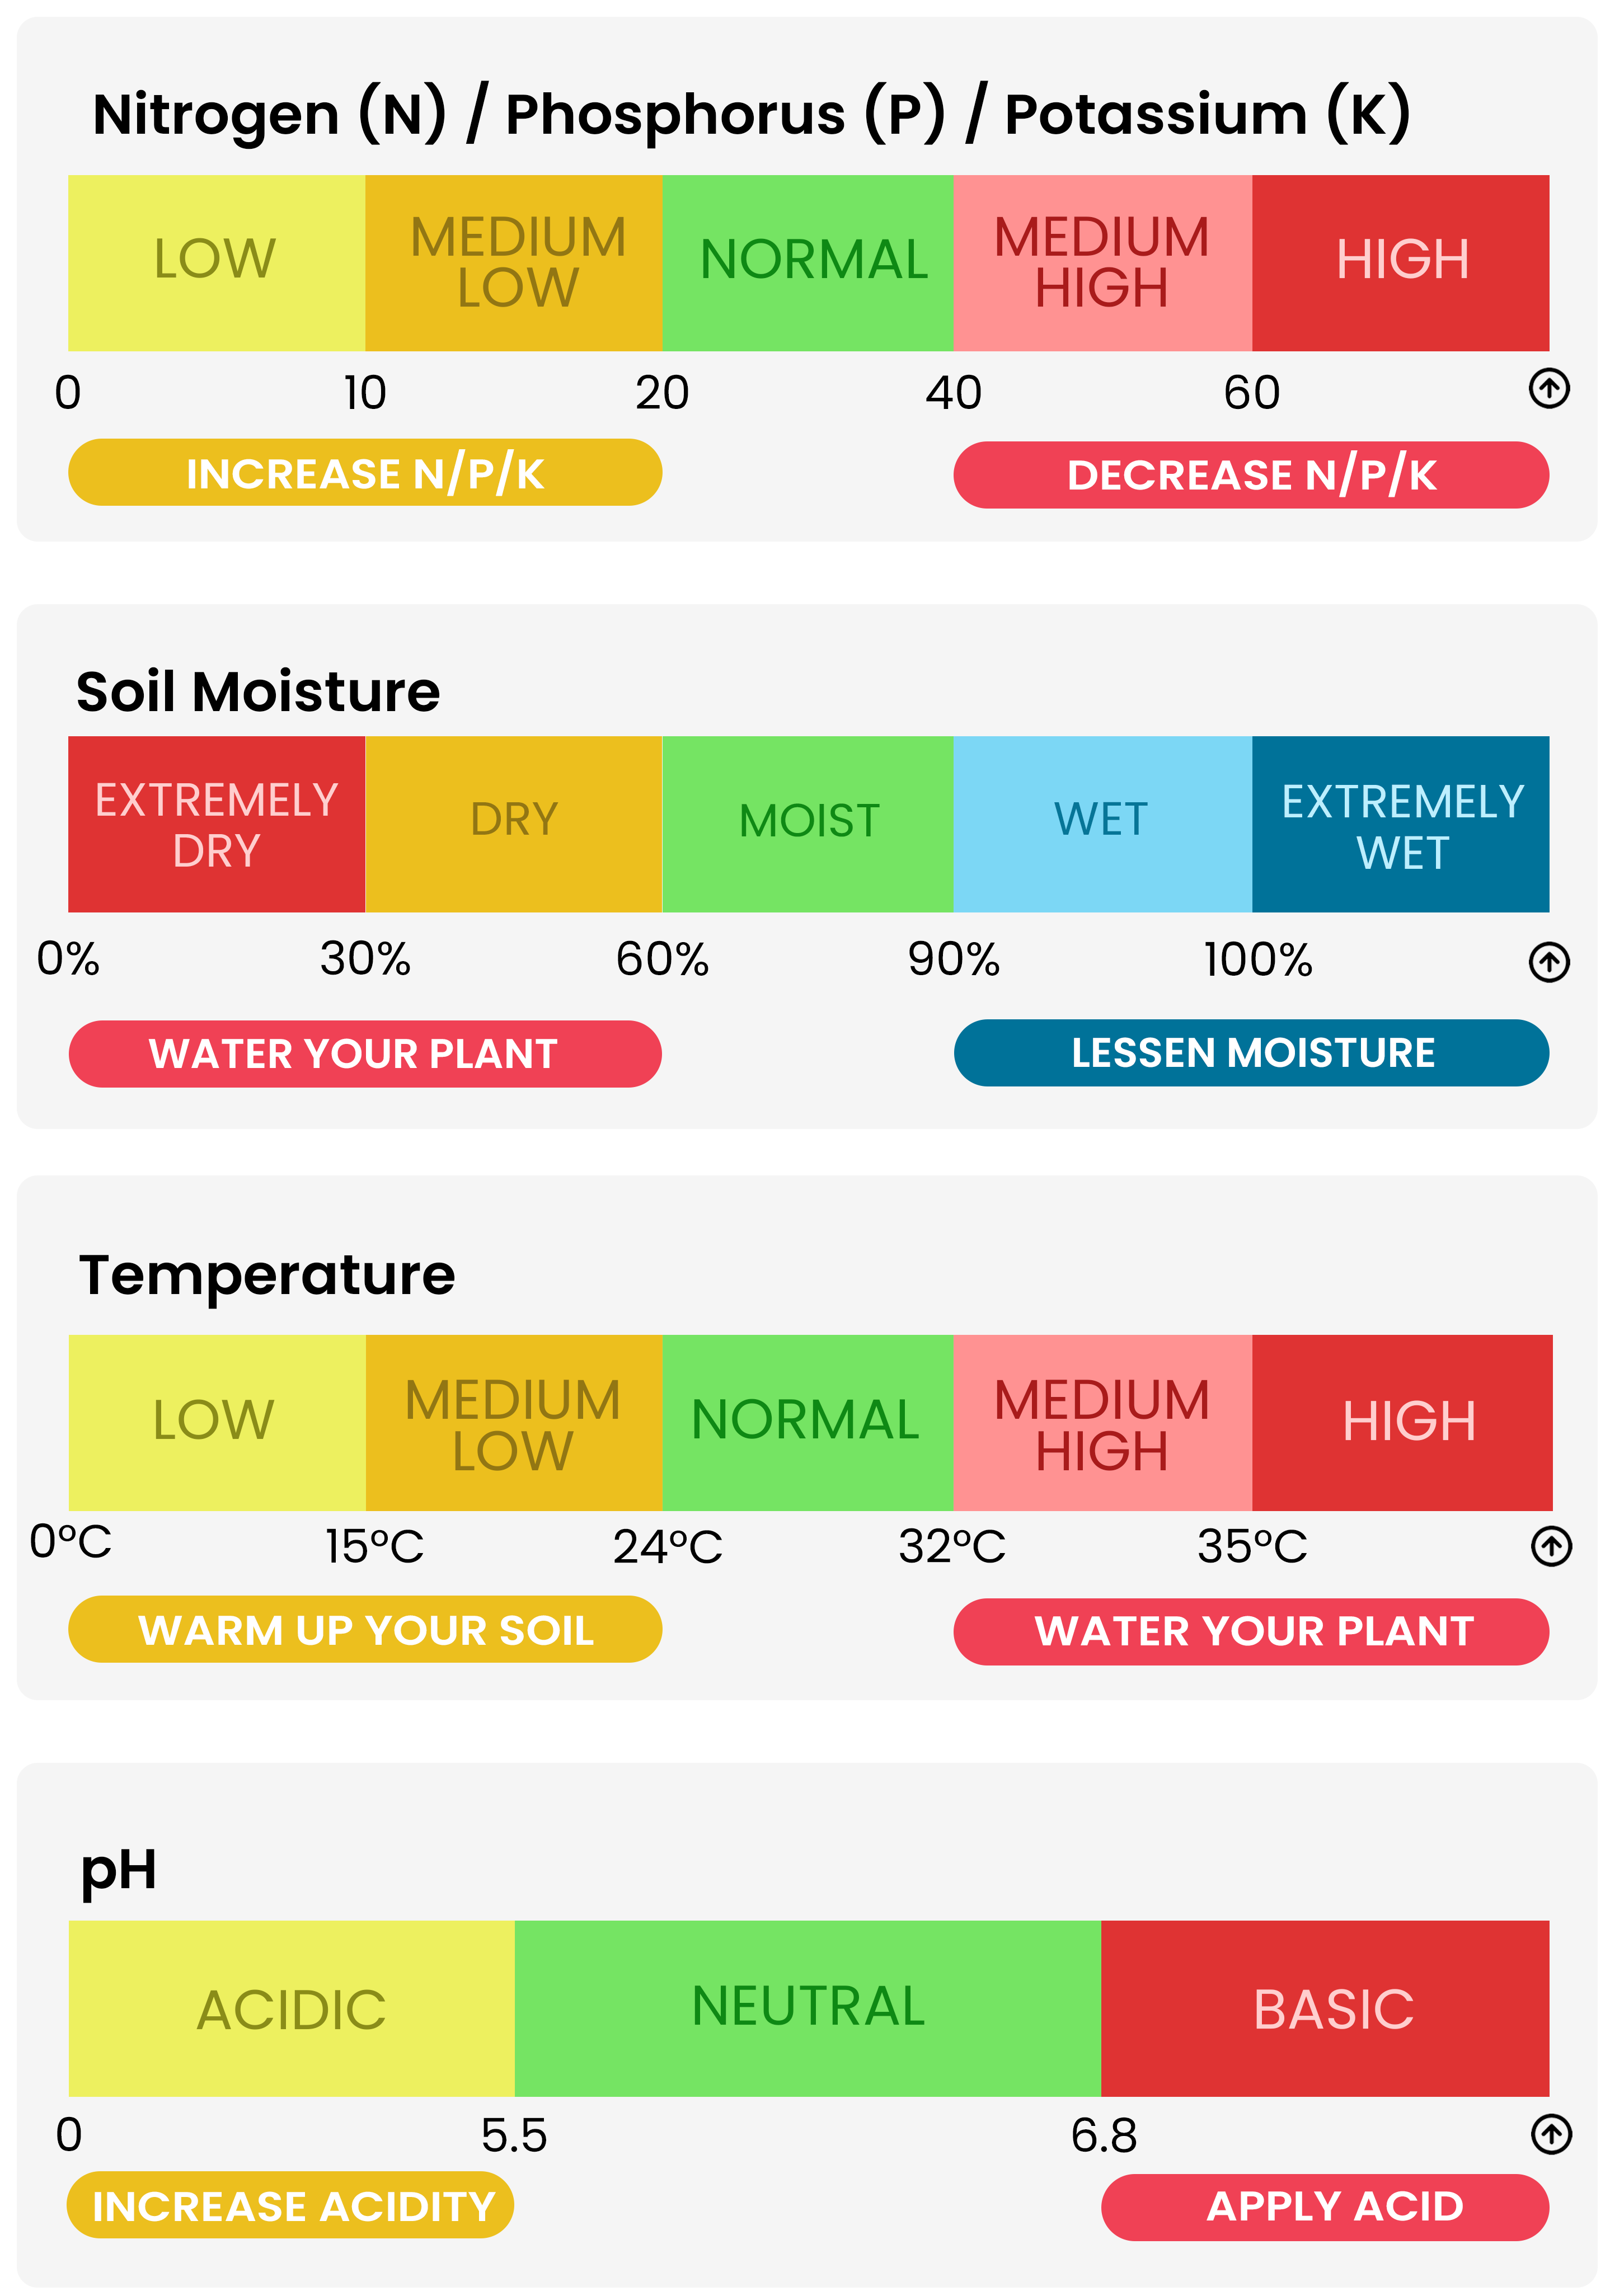 Nitrogen (N) / Phosphorus (P) / Potassium (K)
LOW
MEDIUM
LOW
NORMAL
MEDIUM
HIGH
HIGH
0 10 20 40 60
INCREASE N/P/K
DECREASE N/P/K
Soil Moisture
EXTREMELY
DRY
DRY
MOIST
WET
EXTREMELY
WET
0% 30% 60% 90% 100%
WATER YOUR PLANT
LESSEN MOISTURE
Temperature
LOW
MEDIUM
LOW
NORMAL
MEDIUM
HIGH
HIGH
0°C 15°C 24°C 32°C 35°C
WARM UP YOUR SOIL
WATER YOUR PLANT
pH
ACIDIC
NEUTRAL
BASIC
0 5.5 6.8
INCREASE ACIDITY
APPLY ACID